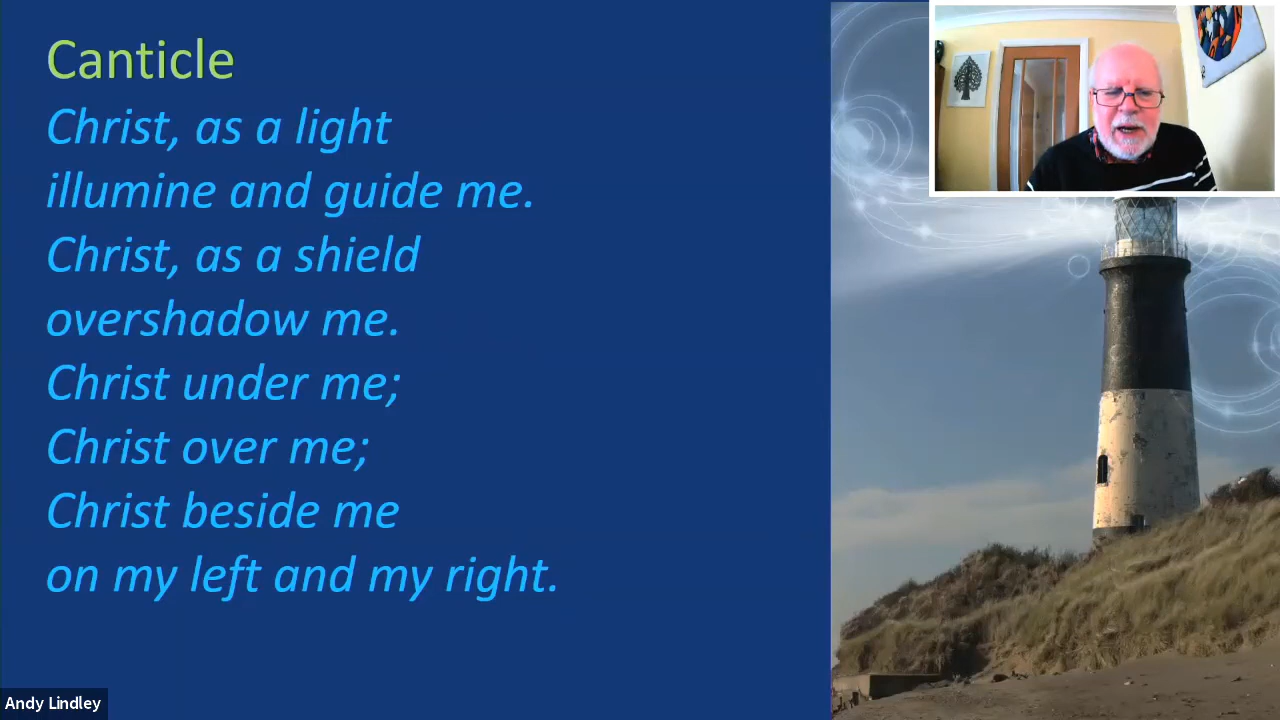 Canticle
Christ, as a light
illumine and guide me.
Christ, as a shield
overshadow me.
Christ under me;
Christ over me;
Christ beside me
on my left and my right.
Andy Lindley